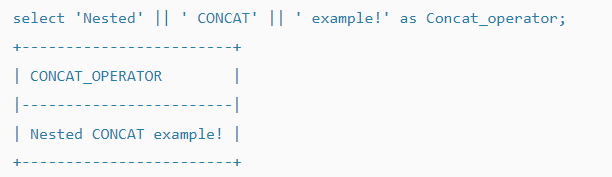 select 'Nested' || ' CONCAT' || ' example!' as Concat_operator;
+------------------------+
| CONCAT_OPERATOR        |
|------------------------|
| Nested CONCAT example! |
+------------------------+